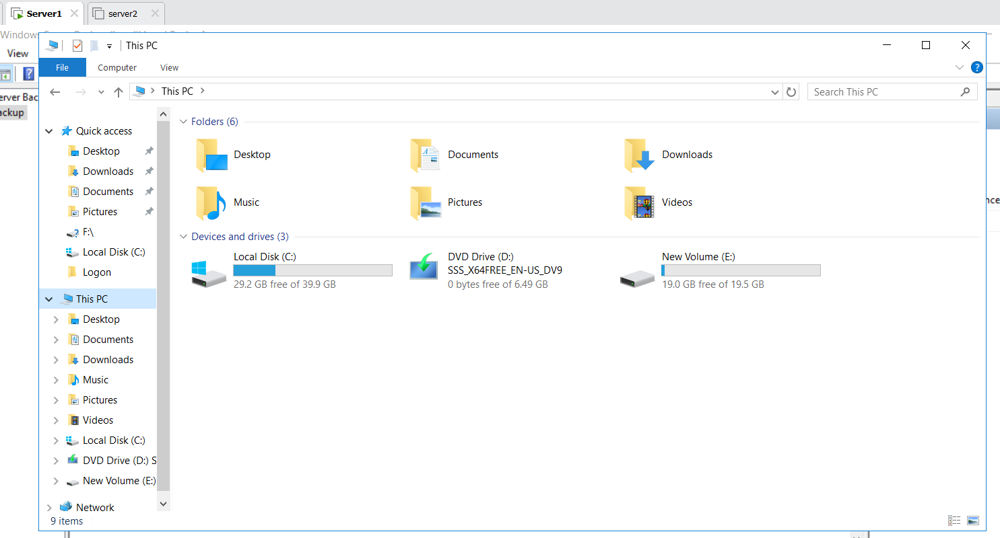 Server1
server2
This PC
View
File
Computer
View
This PC
Search This PC
erver Bac
ackup
Quick access
Desktop
Downloads
Documents
Pictures
F:\
Local Disk (C:)
Logon
This PC
Desktop
Documents
Downloads
Music
Pictures
Videos
Local Disk (C:)
DVD Drive (D:) S
New Volume (E:)
Network
9 items
Folders (6)
Desktop
Documents
Downloads
Music
Pictures
Videos
Devices and drives (3)
Local Disk (C:)
29.2 GB free of 39.9 GB
DVD Drive (D:)
SSS_X64FREE_EN-US_DV9
0 bytes free of 6.49 GB
New Volume (E:)
19.0 GB free of 19.5 GB
nce